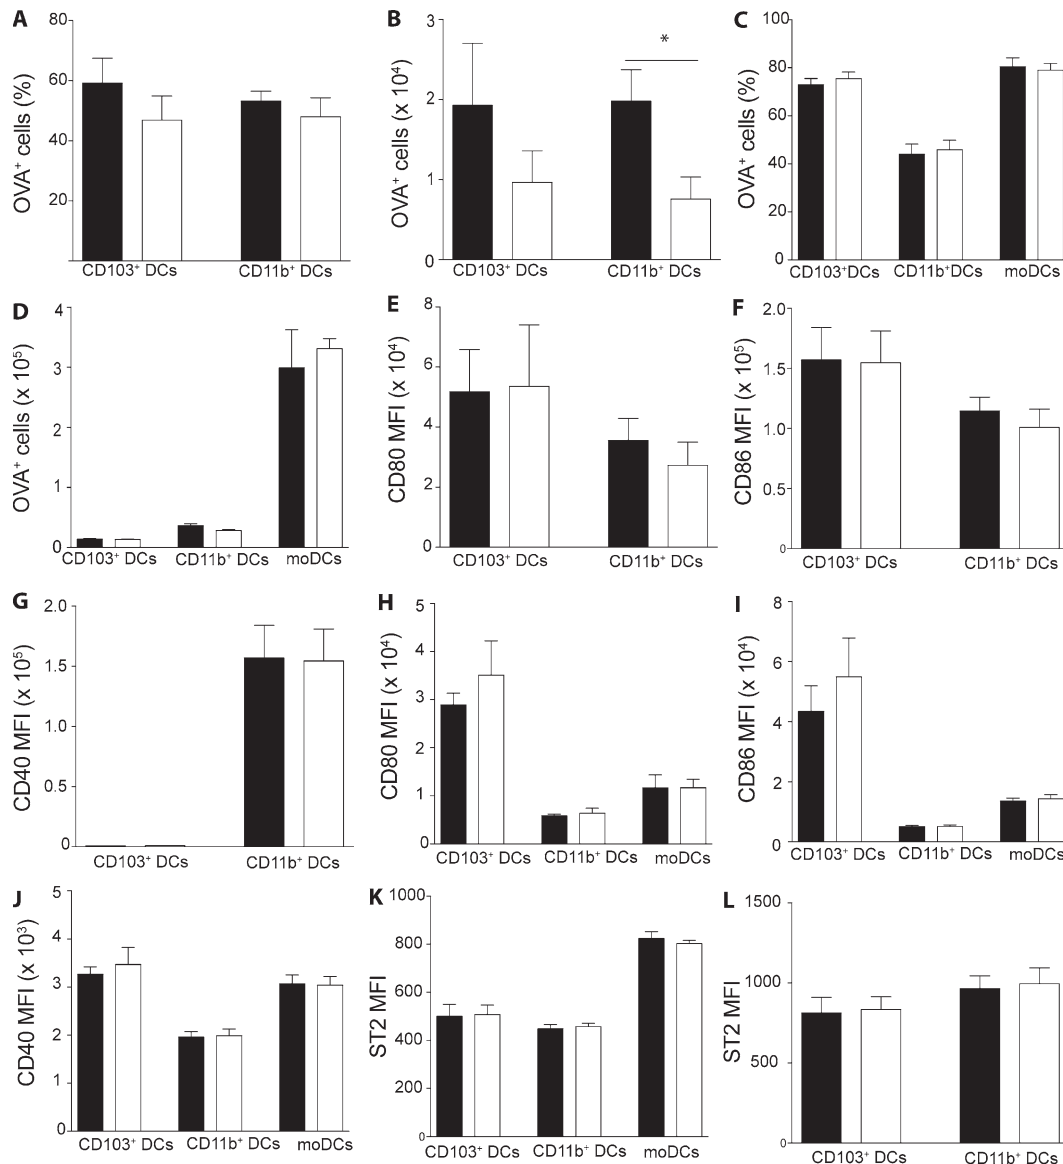 A
80
60
40
20
OVA⁺ cells (%)
CD103⁺ DCs
CD11b⁺ DCs
B
3
2
1
0
OVA⁺ cells (x 10⁴)
*
CD103⁺ DCs
CD11b⁺ DCs
C
100
80
60
40
20
0
OVA⁺ cells (%)
CD103⁺DCs
CD11b⁺DCs
moDCs
D
4
3
2
1
0
OVA⁺ cells (x 10⁵)
CD103⁺ DCs
CD11b⁺ DCs
moDCs
E
8
6
4
2
0
CD80 MFI (x 10⁴)
CD103⁺ DCs
CD11b⁺ DCs
F
2.0
1.5
1.0
0.5
0
CD86 MFI (x 10⁵)
CD103⁺ DCs
CD11b⁺ DCs
G
2.0
1.5
1.0
0.5
0
CD40 MFI (x 10⁵)
CD103⁺ DCs
CD11b⁺ DCs
H
5
4
3
2
1
0
CD80 MFI (x 10⁴)
CD103⁺ DCs
CD11b⁺ DCs
moDCs
I
8
6
4
2
0
CD86 MFI (x 10⁴)
CD103⁺ DCs
CD11b⁺ DCs
moDCs
J
5
4
3
2
1
0
CD40 MFI (x 10³)
CD103⁺ DCs
CD11b⁺ DCs
moDCs
K
1000
800
600
400
200
0
ST2 MFI
CD103⁺ DCs
CD11b⁺ DCs
moDCs
L
1500
1000
500
0
ST2 MFI
CD103⁺ DCs
CD11b⁺ DCs